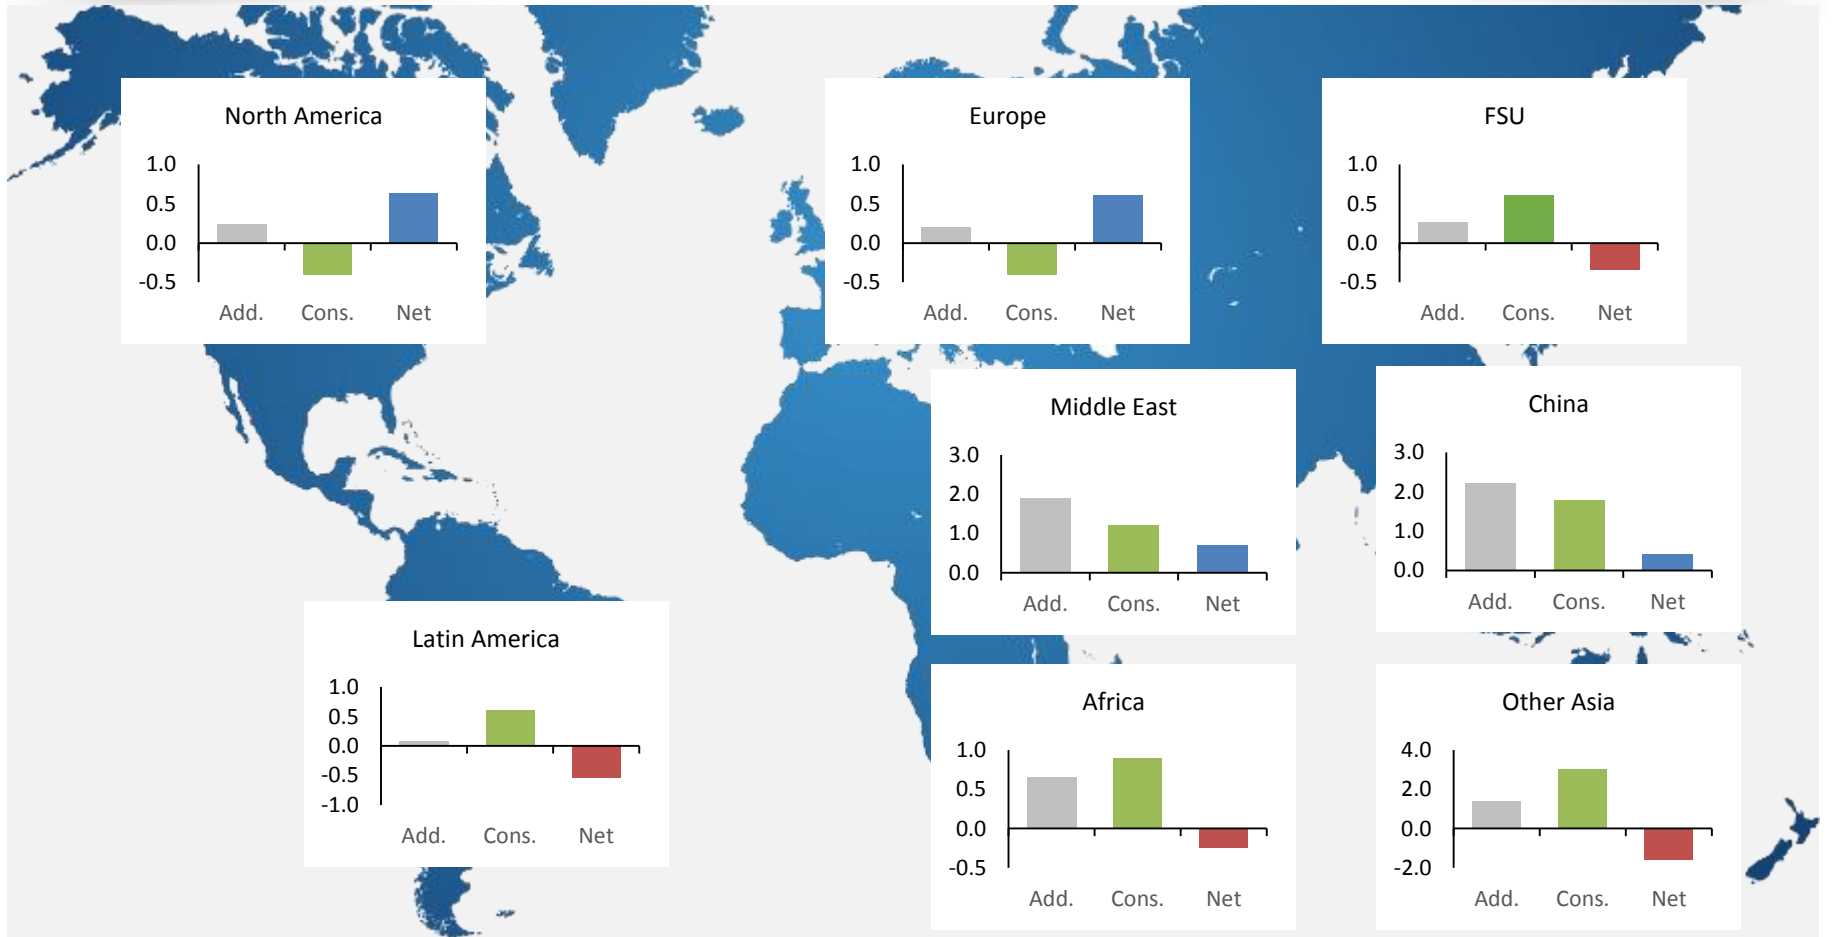 North America
1.0
0.5
0.0
-0.5
Add. Cons. Net
Europe
1.0
0.5
0.0
-0.5
Add. Cons. Net
FSU
1.0
0.5
0.0
-0.5
Add. Cons. Net
Middle East
3.0
2.0
1.0
0.0
Add. Cons. Net
China
3.0
2.0
1.0
0.0
Add. Cons. Net
Latin America
1.0
0.5
0.0
-0.5
-1.0
Add. Cons. Net
Africa
1.0
0.5
0.0
-0.5
Add. Cons. Net
Other Asia
4.0
2.0
0.0
-2.0
Add. Cons. Net